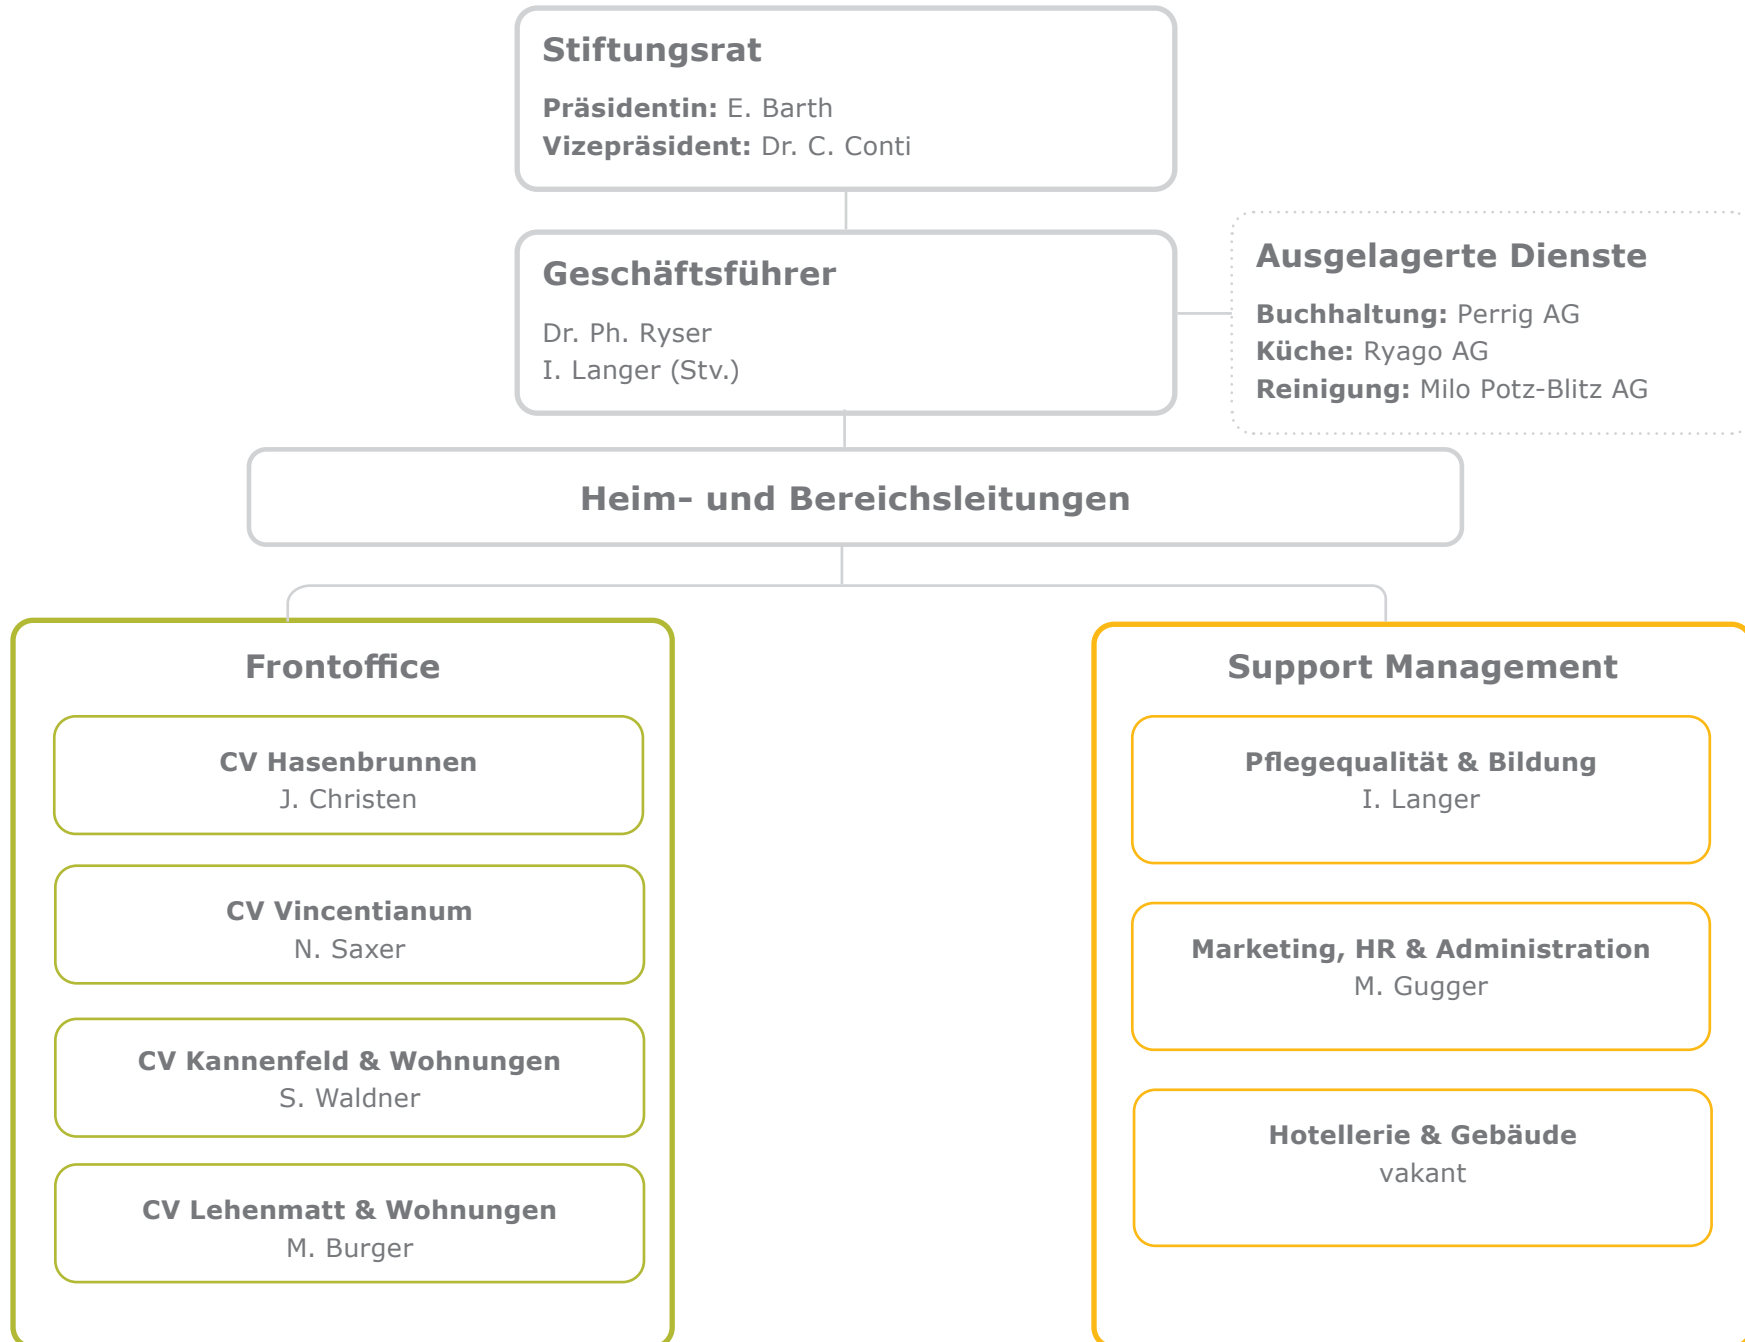 Stiftungsrat
Präsidentin: E. Barth
Vizepräsident: Dr. C. Conti
Geschäftsführer
Dr. Ph. Ryser
I. Langer (Stv.)
Ausgelagerte Dienste
Buchhaltung: Perrig AG
Küche: Ryago AG
Reinigung: Milo Potz-Blitz AG
Heim- und Bereichsleitungen
Frontoffice
CV Hasenbrunnen
J. Christen
CV Vincentianum
N. Saxer
CV Kannenfeld & Wohnungen
S. Waldner
CV Lehenmatt & Wohnungen
M. Burger
Support Management
Pflegequalität & Bildung
I. Langer
Marketing, HR & Administration
M. Gugger
Hotellerie & Gebäude
vakant